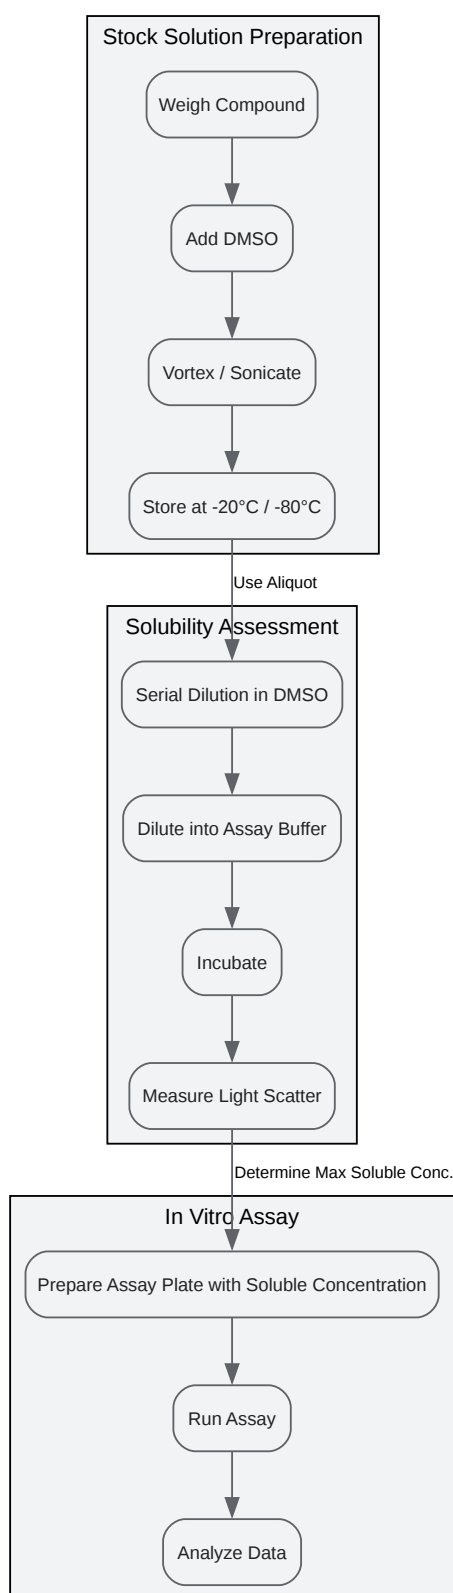 Stock Solution Preparation
Weigh Compound
Add DMSO
Vortex / Sonicate
Store at -20°C / -80°C
Use Aliquot
Solubility Assessment
Serial Dilution in DMSO
Dilute into Assay Buffer
Incubate
Measure Light Scatter
Determine Max Soluble Conc.
In Vitro Assay
Prepare Assay Plate with Soluble Concentration
Run Assay
Analyze Data